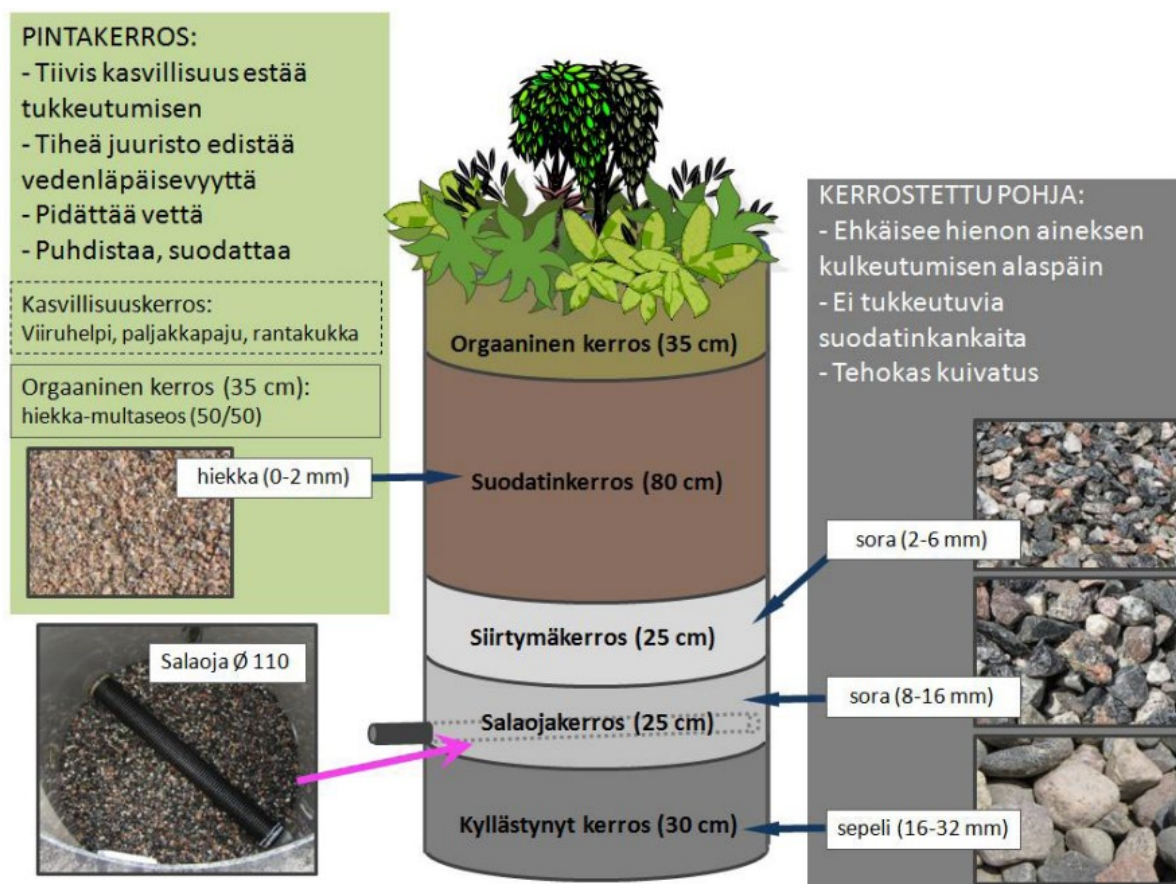 PINTAKERROS:
- Tiivis kasvillisuus estää
tukkeutumisen
- Tiheä juuristo edistää
vedenläpäisevyyttä
- Pidättää vettä
- Puhdistaa, suodattaa
Kasvillisuuskerros:
Viiruhelpi, paljakkapaju, rantakukka
Orgaaninen kerros (35 cm):
hiekka-multaseos (50/50)
hiekka (0-2 mm)
Salaoja Ø 110
Orgaaninen kerros (35 cm)
Suodatinkerros (80 cm)
Siirtymäkerros (25 cm)
Salaojakerros (25 cm)
Kyllästynyt kerros (30 cm)
KERROSTETTU POHJA:
- Ehkäisee hienon aineksen
kulkeutumisen alaspäin
- Ei tukkeutuvia
suodatinkankaita
- Tehokas kuivatus
sora (2-6 mm)
sora (8-16 mm)
sepeli (16-32 mm)